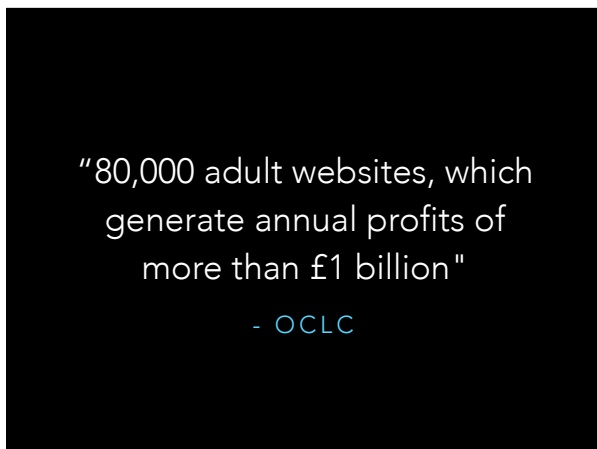 “80,000 adult websites, which
generate annual profits of
more than £1 billion"
- OCLC